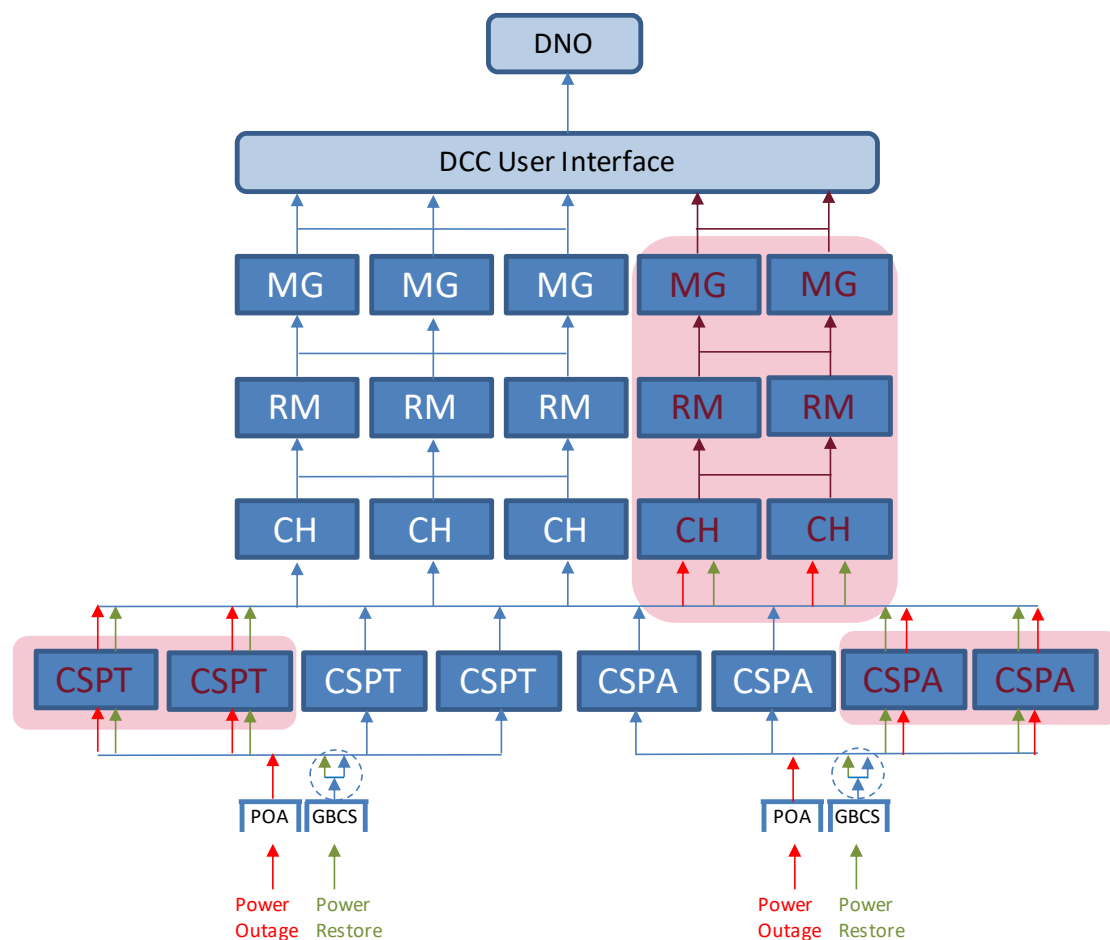 DNO
DCC User Interface
MG MG MG MG MG
RM RM RM RM RM
CH CH CH CH CH
CSPT CSPT CSPT CSPT CSPA CSPA CSPA CSPA
POA GBCS POA GBCS
Power Power Power Power
Outage Restore Outage Restore